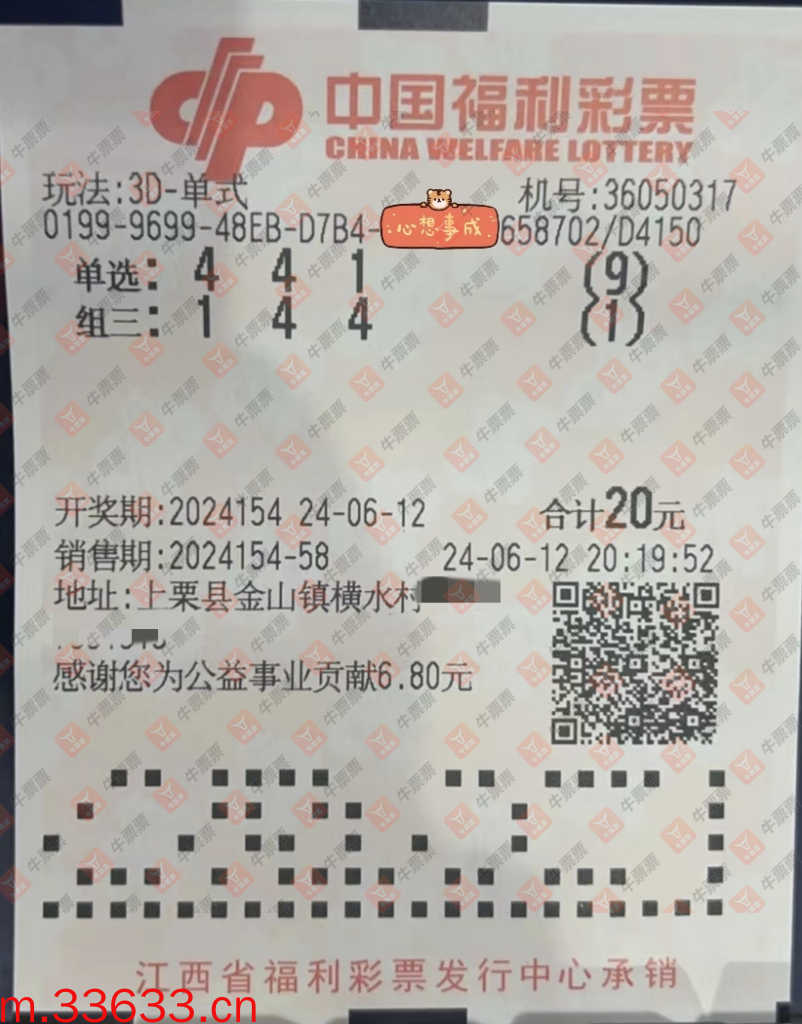 中国福利彩票
CHINA WELFARE LOTTERY
玩法:3D-单式 机号:36050317
0199-9699-48EB-D7B4- 心想事成 658702/D4150
单选: 4 4 1 (9)
组三: 1 4 4 (1)
开奖期:2024154 24-06-12 合计20元
销售期:2024154-58 24-06-12 20:19:52
地址:上栗县金山镇横水村
感谢您为公益事业贡献6.80元
江西省福利彩票发行中心承销
m.33633.cn
牛票票